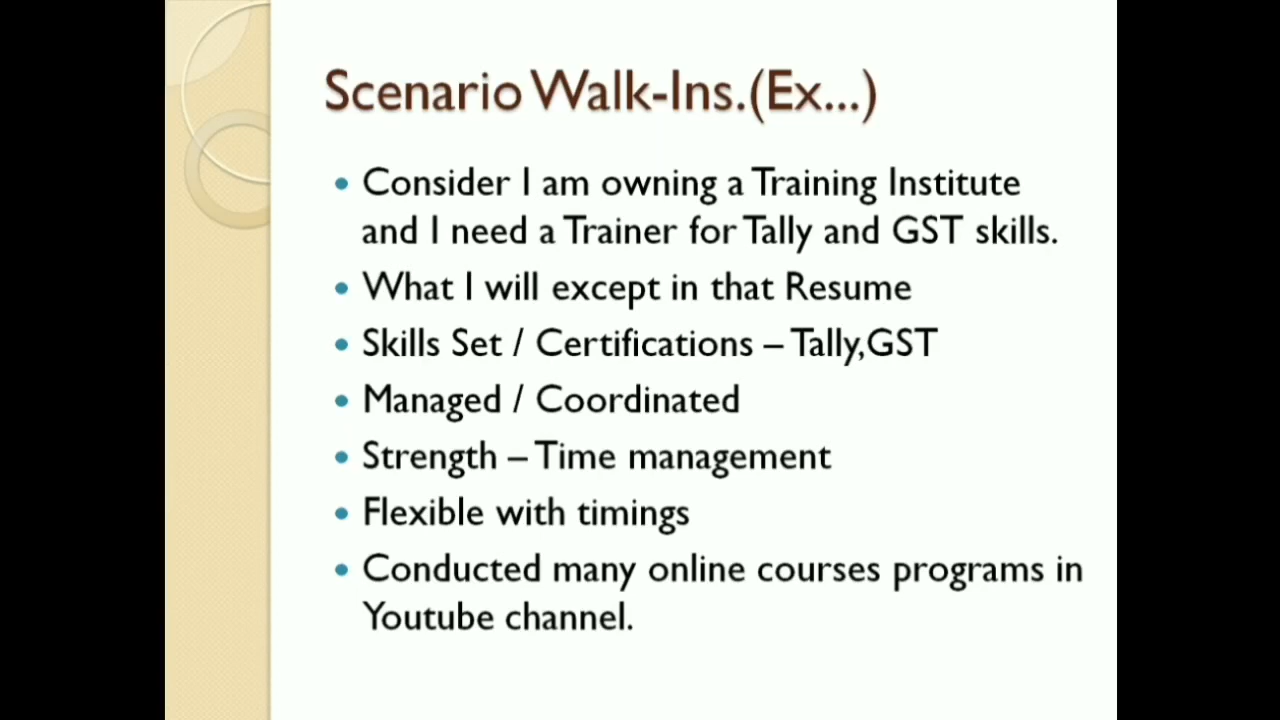 Scenario Walk-Ins.(Ex...)
• Consider I am owning a Training Institute
and I need a Trainer for Tally and GST skills.
• What I will except in that Resume
• Skills Set / Certifications – Tally,GST
• Managed / Coordinated
• Strength – Time management
• Flexible with timings
• Conducted many online courses programs in
Youtube channel.